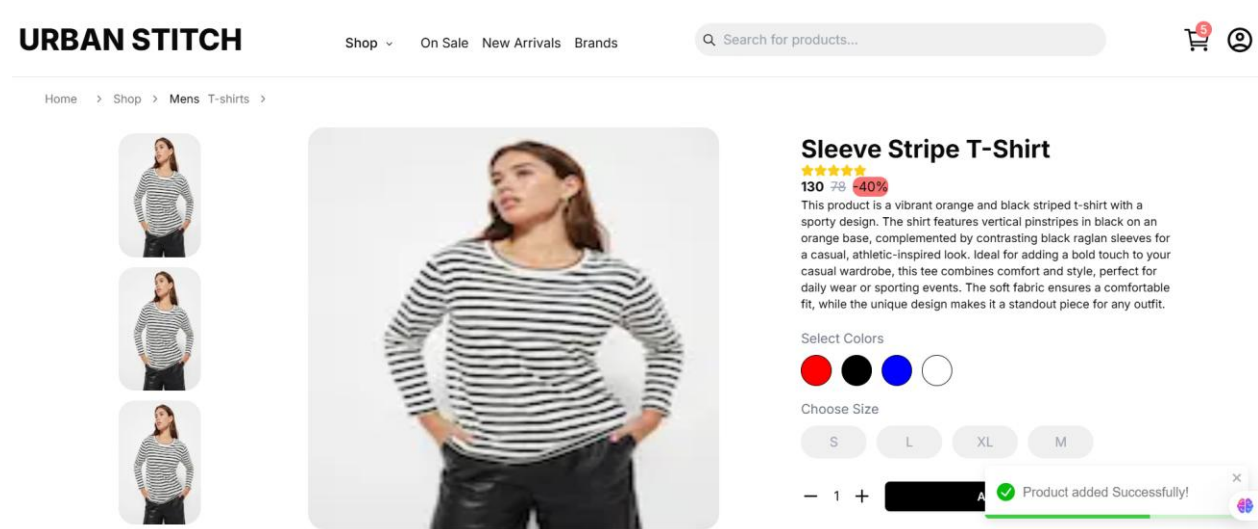 URBAN STITCH
Shop On Sale New Arrivals Brands
Search for products...
5
Home > Shop > Mens T-shirts >
Sleeve Stripe T-Shirt
130 78 -40%
This product is a vibrant orange and black striped t-shirt with a
sporty design. The shirt features vertical pinstripes in black on an
orange base, complemented by contrasting black raglan sleeves for
a casual, athletic-inspired look. Ideal for adding a bold touch to your
casual wardrobe, this tee combines comfort and style, perfect for
daily wear or sporting events. The soft fabric ensures a comfortable
fit, while the unique design makes it a standout piece for any outfit.
Select Colors
Choose Size
S L XL M
1
Product added Successfully!